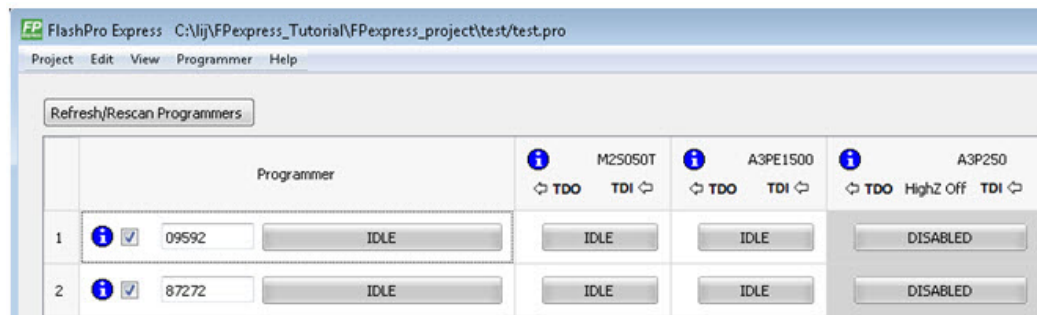 FP FlashPro Express C:\lij\FPexpress_Tutorial\FPexpress_project\test/test.pro
Project Edit View Programmer Help
Refresh/Rescan Programmers
Programmer
i M2S050T i A3PE1500 i A3P250
TDO TDI TDO TDI TDO HighZ Off TDI
1 i 09592 IDLE IDLE IDLE DISABLED
2 i 87272 IDLE IDLE IDLE DISABLED